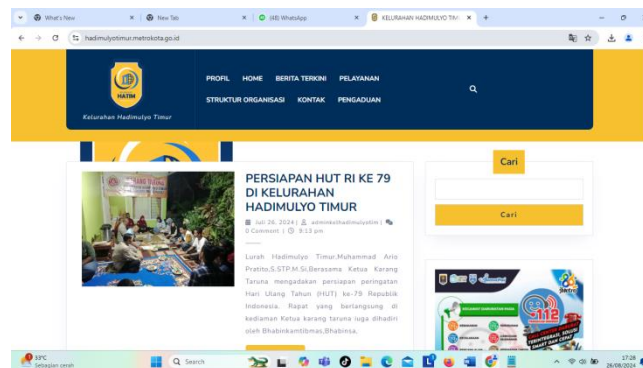 What's New
New Tab
(48) WhatsApp
KELURAHAN HADIMULYO TIM
hadimulyotimur.metrokota.go.id
HATIM
Kelurahan Hadimulyo Timur
PROFIL HOME BERITA TERKINI PELAYANAN
STRUKTUR ORGANISASI KONTAK PENGADUAN
PERSIAPAN HUT RI KE 79
DI KELURAHAN
HADIMULYO TIMUR
Juli 26, 2024 | adminkelhadimulyotim |
0 Comment | 9:13 pm
Lurah Hadimulyo Timur,Muhammad Ario
Pratito,S.STP,M.Si,Berasama Ketua Karang
Taruna mengadakan persiapan peringatan
Hari Ulang Tahun (HUT) ke-79 Republik
Indonesia. Rapat yang berlangsung di
kediaman Ketua karang taruna juga dihadiri
oleh Bhabinkamtibmas,Bhabinsa,
Cari
Cari
112
33°C
Sebagian cerah
Search
17:28
26/08/2024